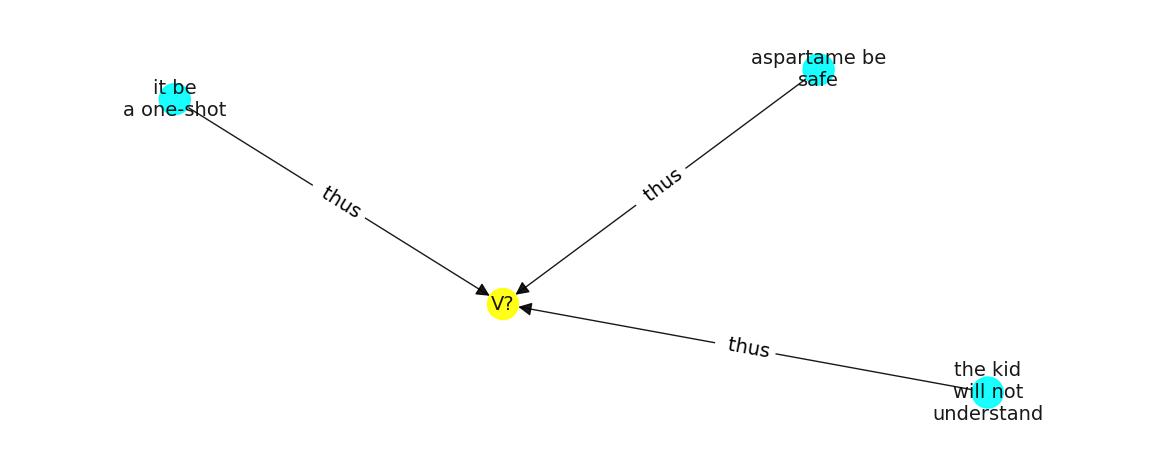 aspartame be
safe
it be
a one-shot
thus
thus
V?
thus
the kid
will not
understand